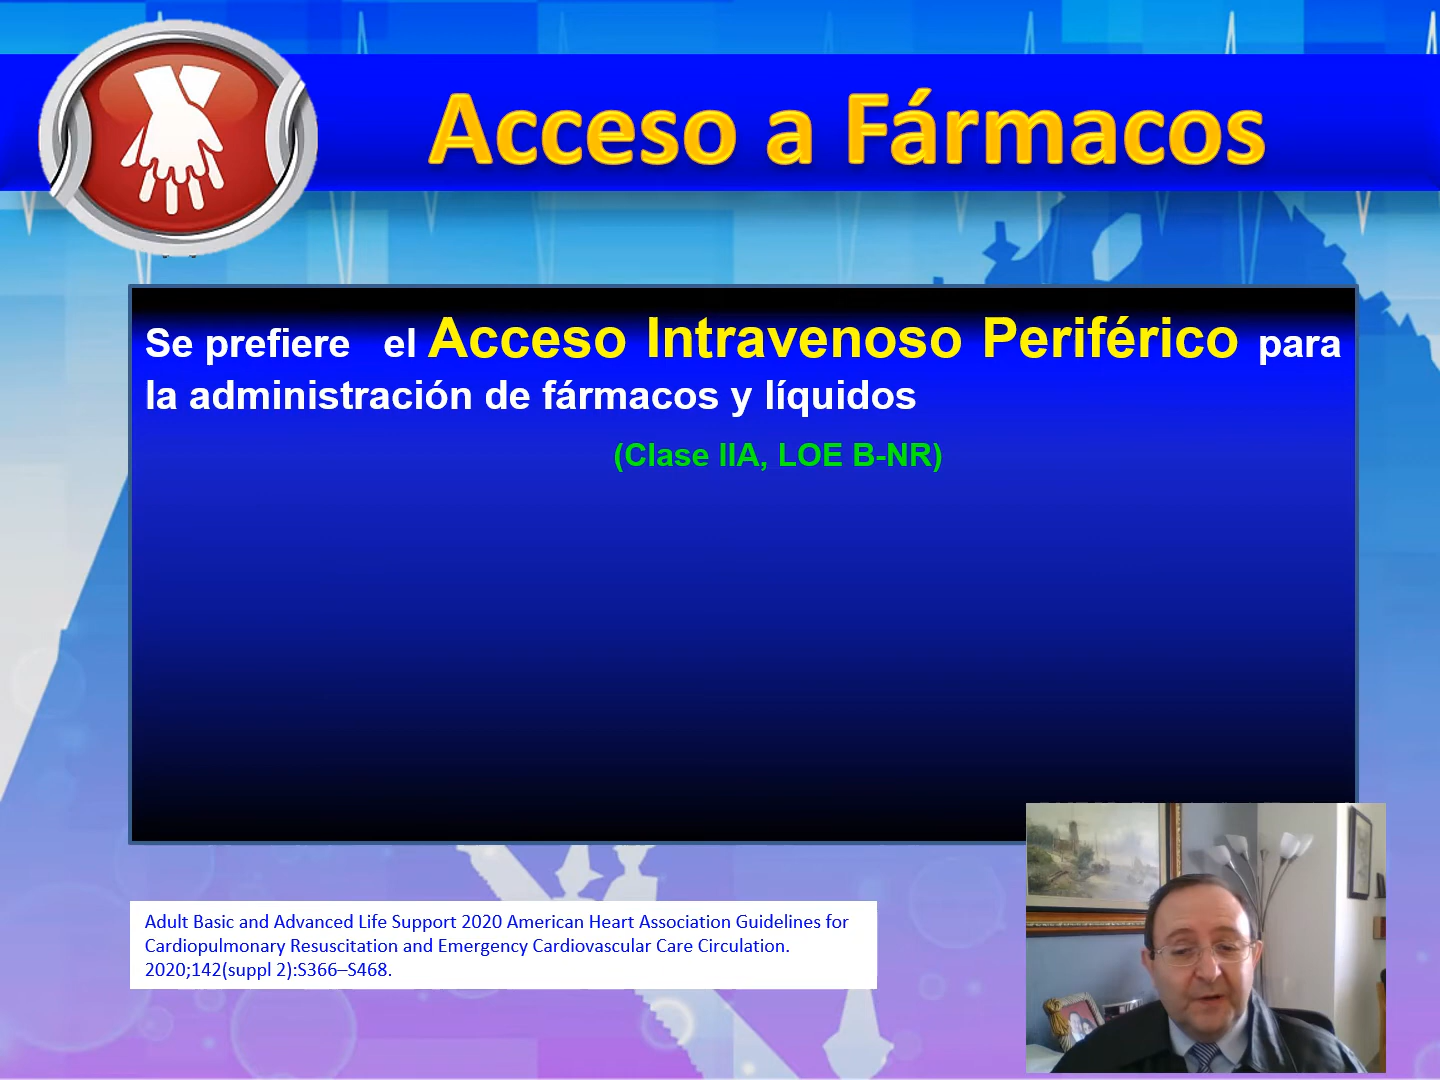 Acceso a Fármacos
Se prefiere el Acceso Intravenoso Periférico para
la administración de fármacos y líquidos
(Clase IIA, LOE B-NR)
Adult Basic and Advanced Life Support 2020 American Heart Association Guidelines for
Cardiopulmonary Resuscitation and Emergency Cardiovascular Care Circulation.
2020;142(suppl 2):S366–S468.